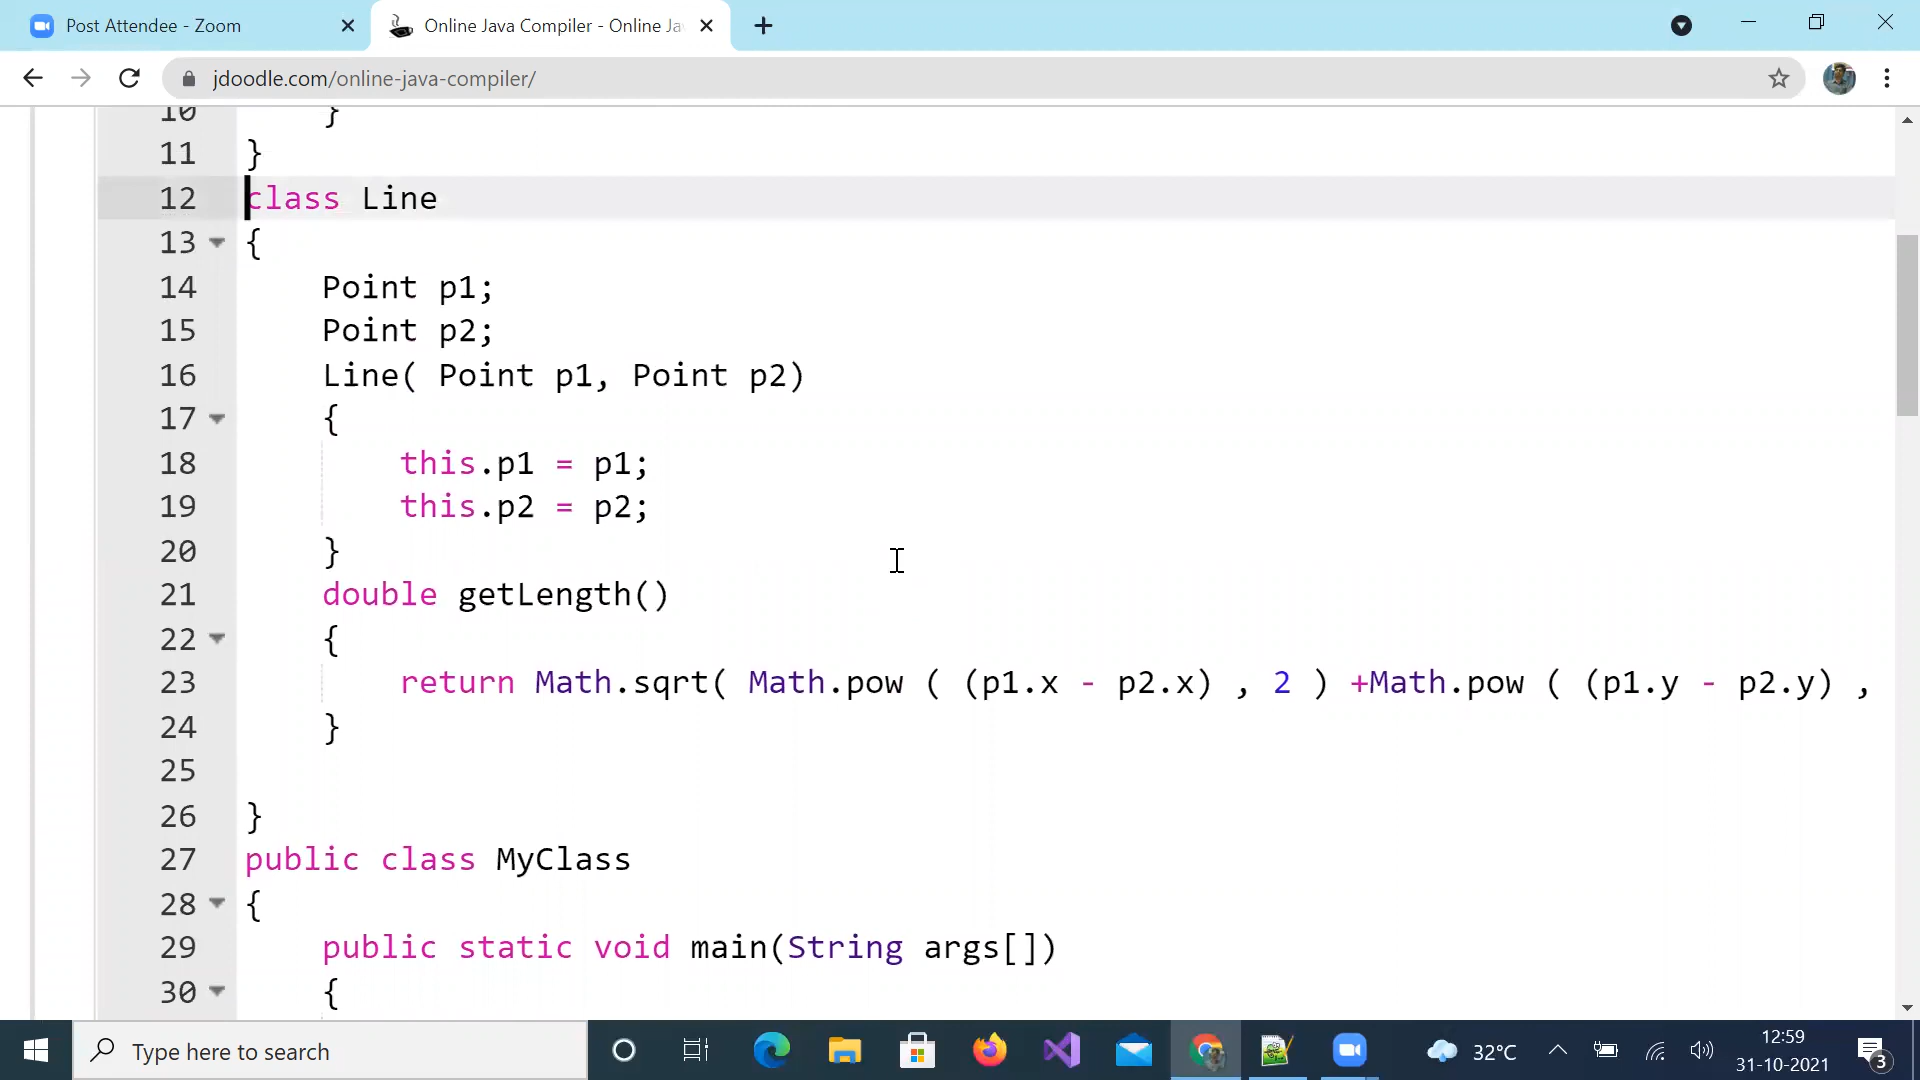 Post Attendee - Zoom
Online Java Compiler - Online Ja
jdoodle.com/online-java-compiler/
10 }
11 }
12 class Line
13 {
14 Point p1;
15 Point p2;
16 Line( Point p1, Point p2)
17 {
18 this.p1 = p1;
19 this.p2 = p2;
20 }
21 double getLength()
22 {
23 return Math.sqrt( Math.pow ( (p1.x - p2.x) , 2 ) +Math.pow ( (p1.y - p2.y) ,
24 }
25
26 }
27 public class MyClass
28 {
29 public static void main(String args[])
30 {
Type here to search
32°C
12:59
31-10-2021
3